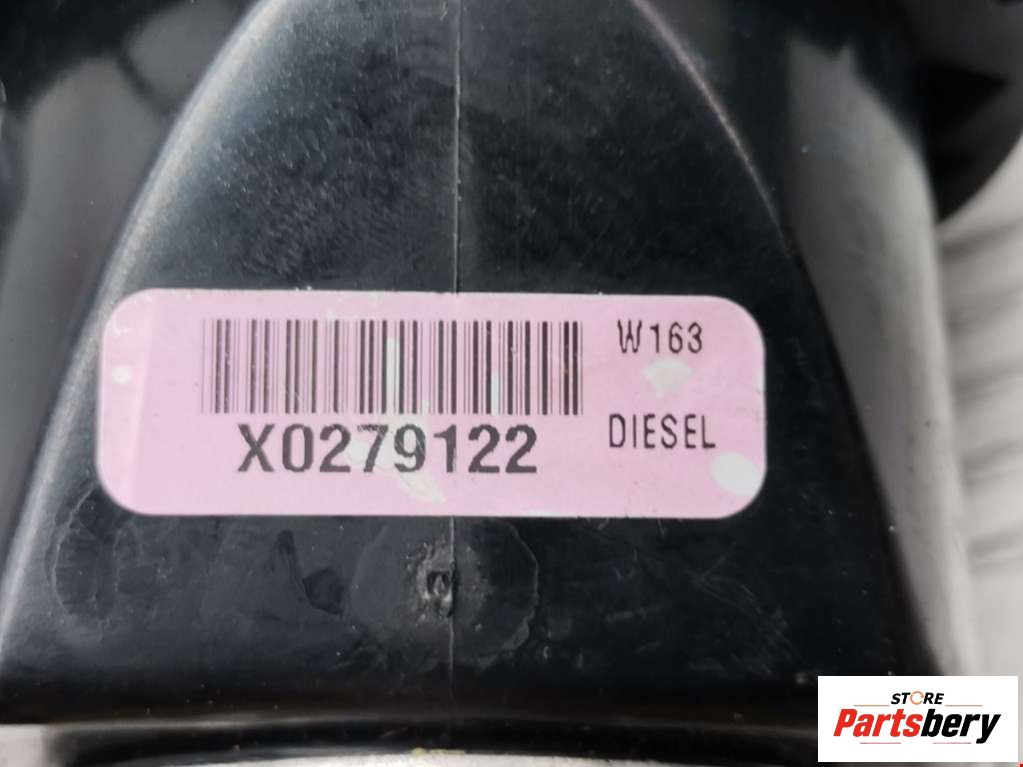 W163
DIESEL
X0279122
STORE
Partsbery